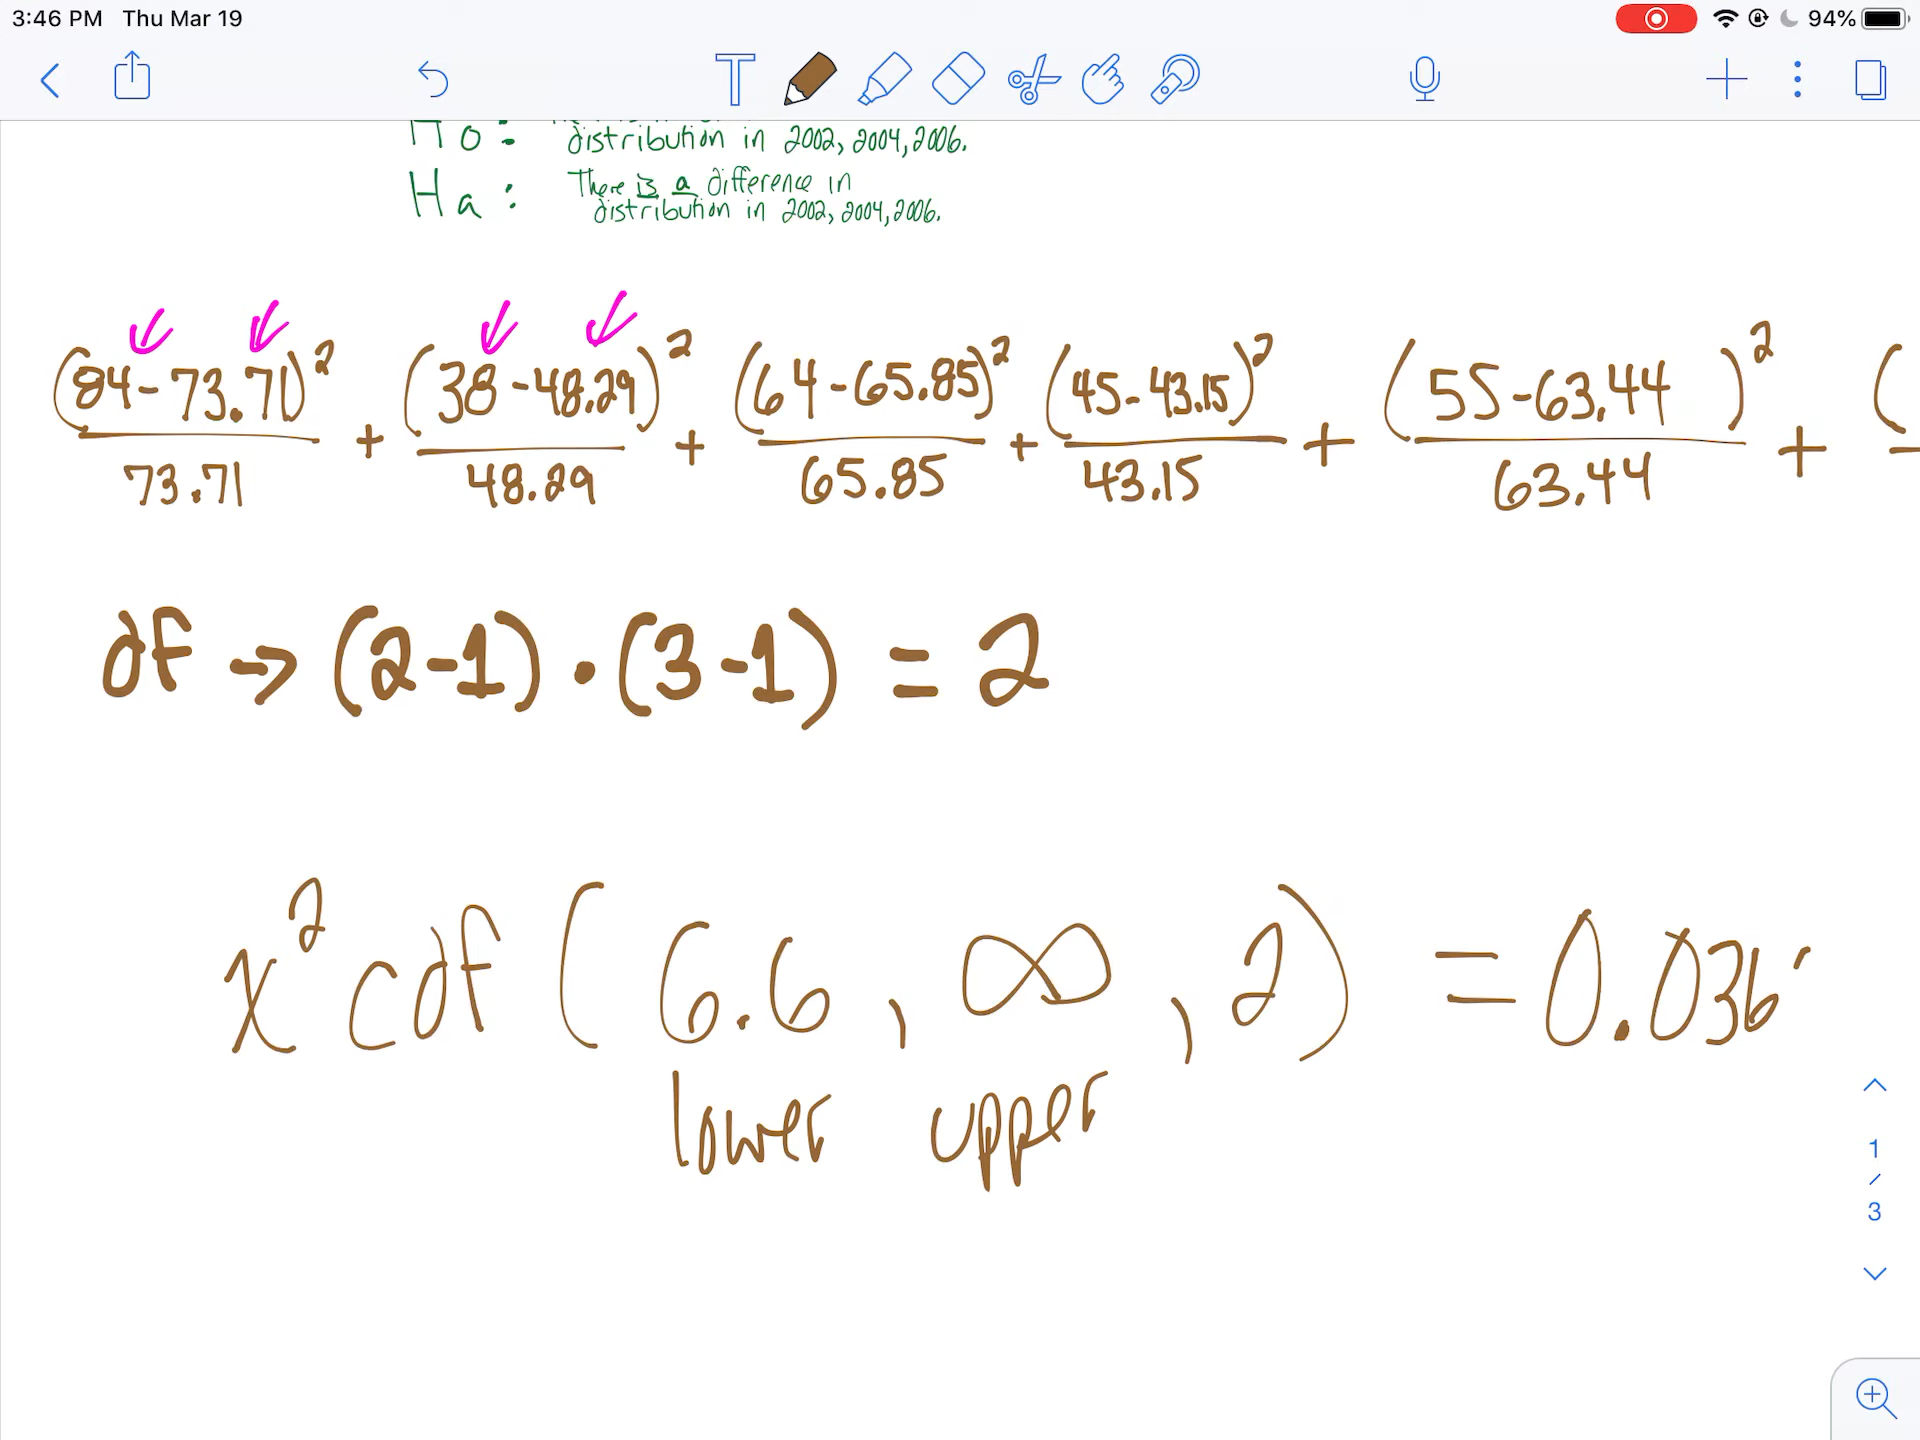 3:46 PM Thu Mar 19 94%
T
Ho: distribution in 2002, 2004, 2006.
Ha: There is a difference in
distribution in 2002, 2004, 2006.
(84-73.71)² + (38-48.29)² + (64-65.85)² + (45-43.15)² + (55-63.44)² + (
73.71 48.29 65.85 43.15 63.44
df → (2-1) · (3-1) = 2
x² cdf ( 6.6 , ∞ , 2) = 0.036
lower upper
1
/
3